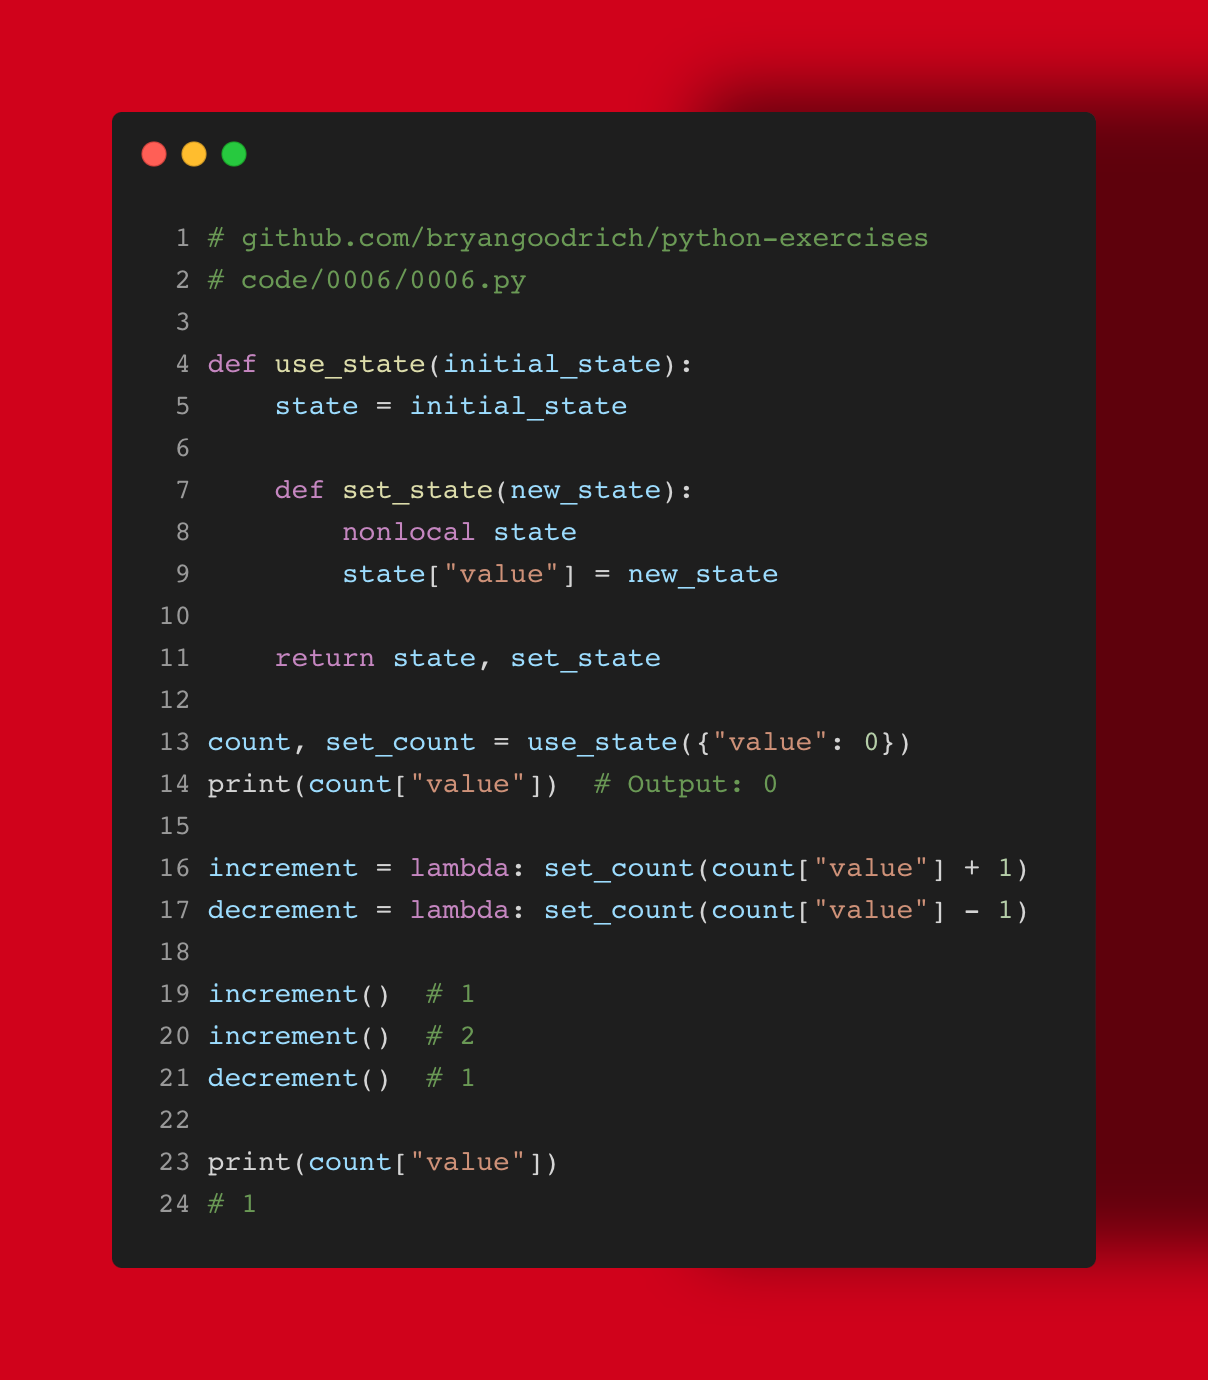 1 # github.com/bryangoodrich/python-exercises
2 # code/0006/0006.py
3
4 def use_state(initial_state):
5     state = initial_state
6
7     def set_state(new_state):
8         nonlocal state
9         state["value"] = new_state
10
11     return state, set_state
12
13 count, set_count = use_state({"value": 0})
14 print(count["value"])  # Output: 0
15
16 increment = lambda: set_count(count["value"] + 1)
17 decrement = lambda: set_count(count["value"] - 1)
18
19 increment()  # 1
20 increment()  # 2
21 decrement()  # 1
22
23 print(count["value"])
24 # 1